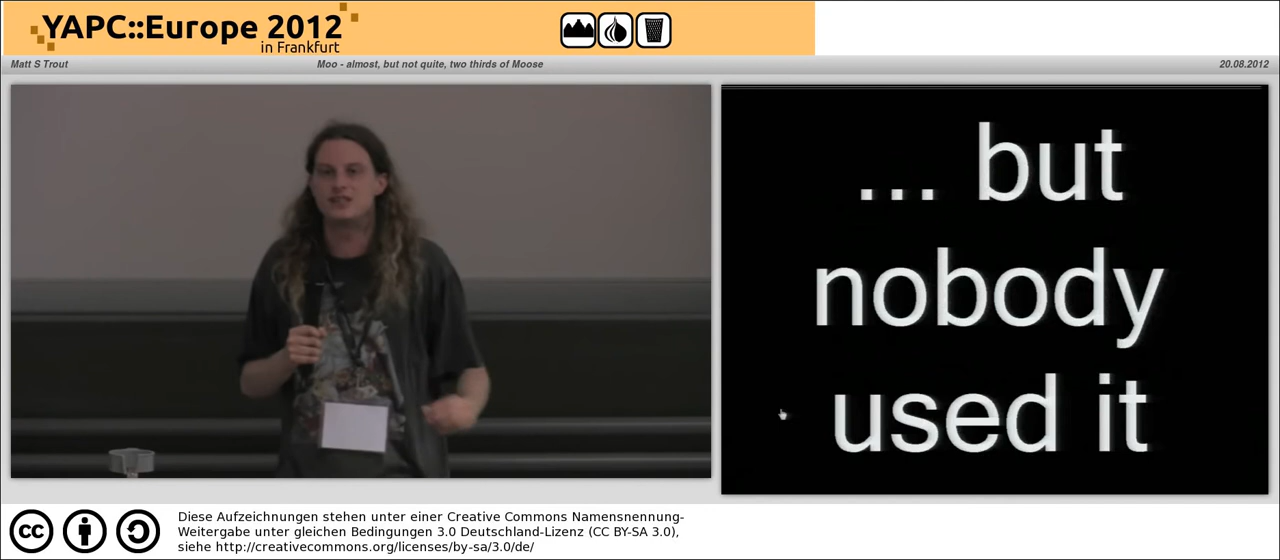 YAPC::Europe 2012
in Frankfurt
Matt S Trout
Moo - almost, but not quite, two thirds of Moose
20.08.2012
... but
nobody
used it
cc
Diese Aufzeichnungen stehen unter einer Creative Commons Namensnennung-
Weitergabe unter gleichen Bedingungen 3.0 Deutschland-Lizenz (CC BY-SA 3.0),
siehe http://creativecommons.org/licenses/by-sa/3.0/de/